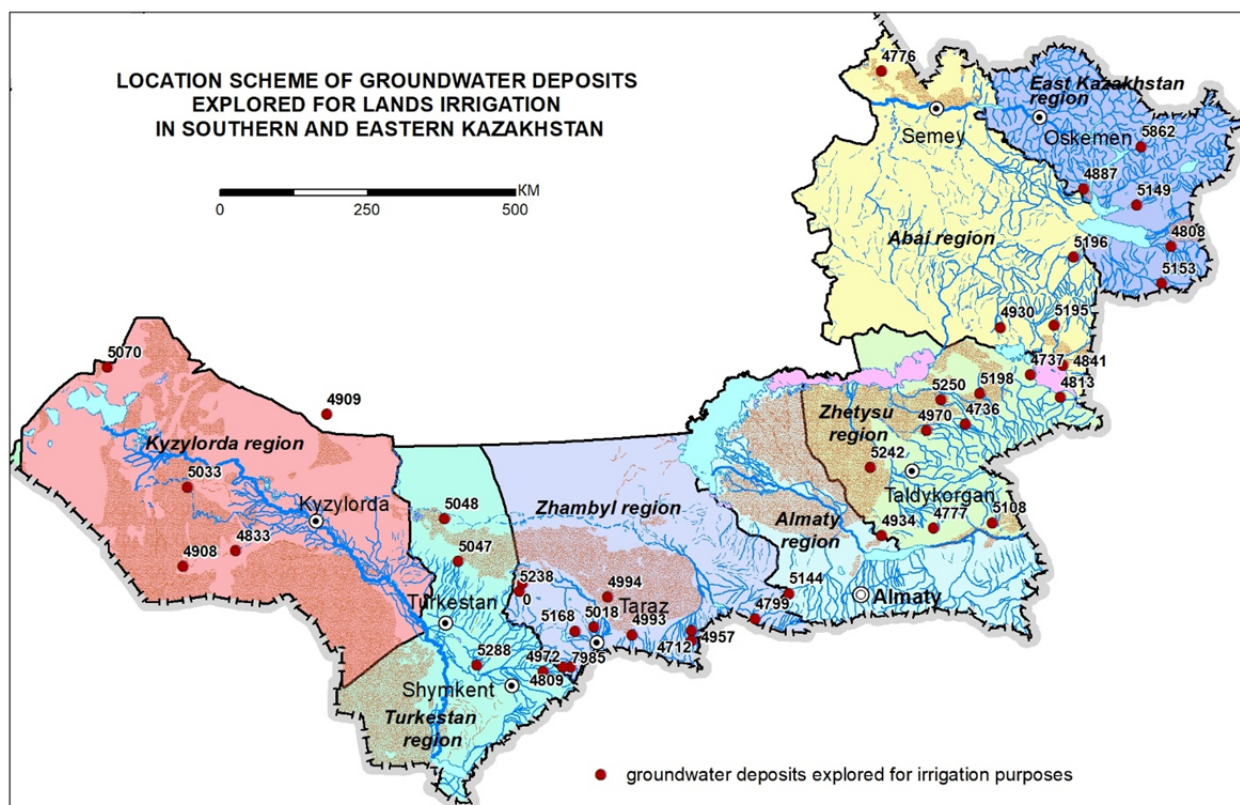 LOCATION SCHEME OF GROUNDWATER DEPOSITS
EXPLORED FOR LANDS IRRIGATION
IN SOUTHERN AND EASTERN KAZAKHSTAN
KM
0 250 500
4776
East Kazakhstan
region
Semey
Oskemen
5862
4887
5149
Abai region
5196
4808
5153
4930
5195
5070
4909
4737
4841
5198
4813
5250
Zhetysu
region
4970
4736
Kyzylorda region
5242
5033
Taldykorgan
Kyzylorda
5048
Zhambyl region
Almaty
region
4934
4777
5108
4908
4833
5047
5238
0
4994
5144
Almaty
Turkestan
Taraz
5168
5018
4993
4799
4712
4957
5288
4972
7985
4809
Shymkent
Turkestan
region
groundwater deposits explored for irrigation purposes